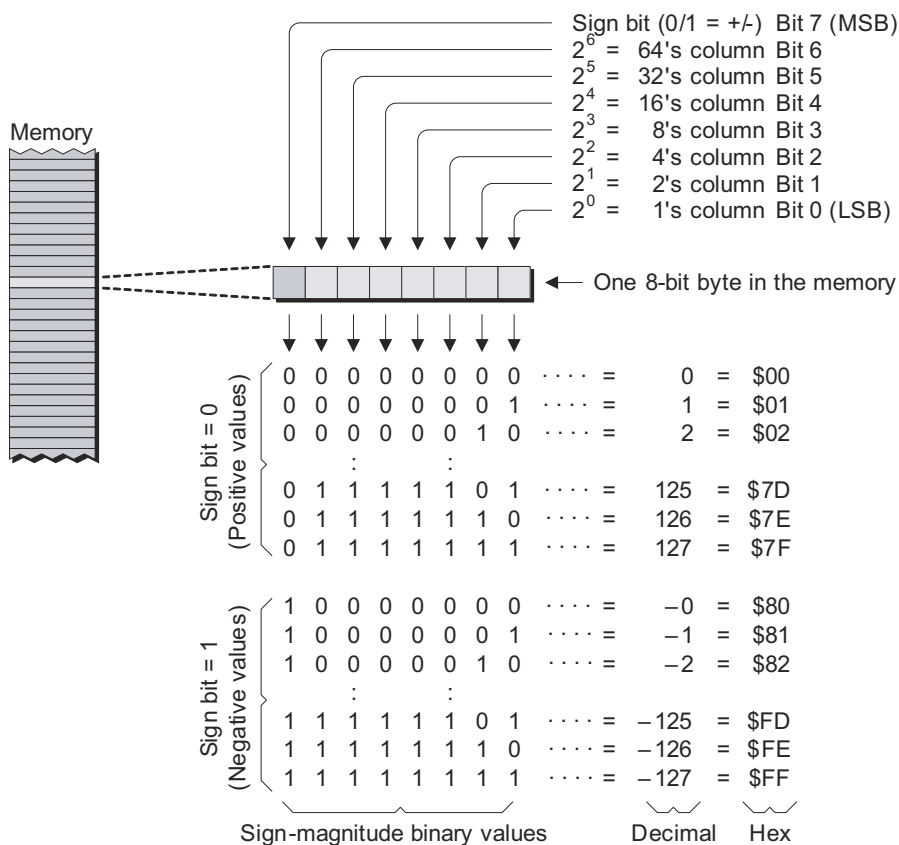 Sign bit (0/1 = +/-) Bit 7 (MSB)
2^6 = 64's column Bit 6
2^5 = 32's column Bit 5
2^4 = 16's column Bit 4
2^3 = 8's column Bit 3
2^2 = 4's column Bit 2
2^1 = 2's column Bit 1
2^0 = 1's column Bit 0 (LSB)
Memory
One 8-bit byte in the memory
Sign bit = 0
(Positive values)
0 0 0 0 0 0 0 0 · · · · = 0 = $00
0 0 0 0 0 0 0 1 · · · · = 1 = $01
0 0 0 0 0 0 1 0 · · · · = 2 = $02
: :
0 1 1 1 1 1 0 1 · · · · = 125 = $7D
0 1 1 1 1 1 1 0 · · · · = 126 = $7E
0 1 1 1 1 1 1 1 · · · · = 127 = $7F
Sign bit = 1
(Negative values)
1 0 0 0 0 0 0 0 · · · · = –0 = $80
1 0 0 0 0 0 0 1 · · · · = –1 = $81
1 0 0 0 0 0 1 0 · · · · = –2 = $82
: :
1 1 1 1 1 1 0 1 · · · · = –125 = $FD
1 1 1 1 1 1 1 0 · · · · = –126 = $FE
1 1 1 1 1 1 1 1 · · · · = –127 = $FF
Sign-magnitude binary values Decimal Hex